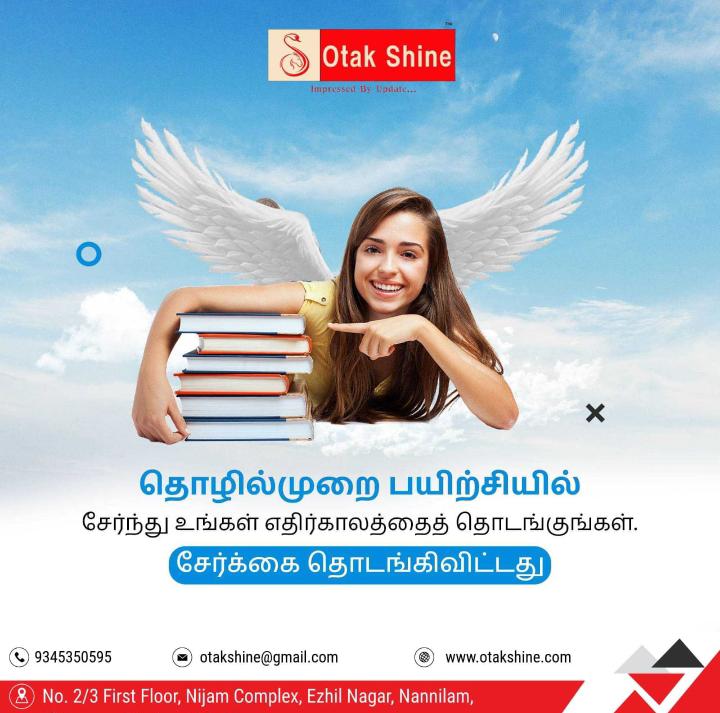 TM
Otak Shine
Impressed By Update...
தொழில்முறை பயிற்சியில்
சேர்ந்து உங்கள் எதிர்காலத்தைத் தொடங்குங்கள்.
சேர்க்கை தொடங்கிவிட்டது
9345350595 otakshine@gmail.com www.otakshine.com
No. 2/3 First Floor, Nijam Complex, Ezhil Nagar, Nannilam,